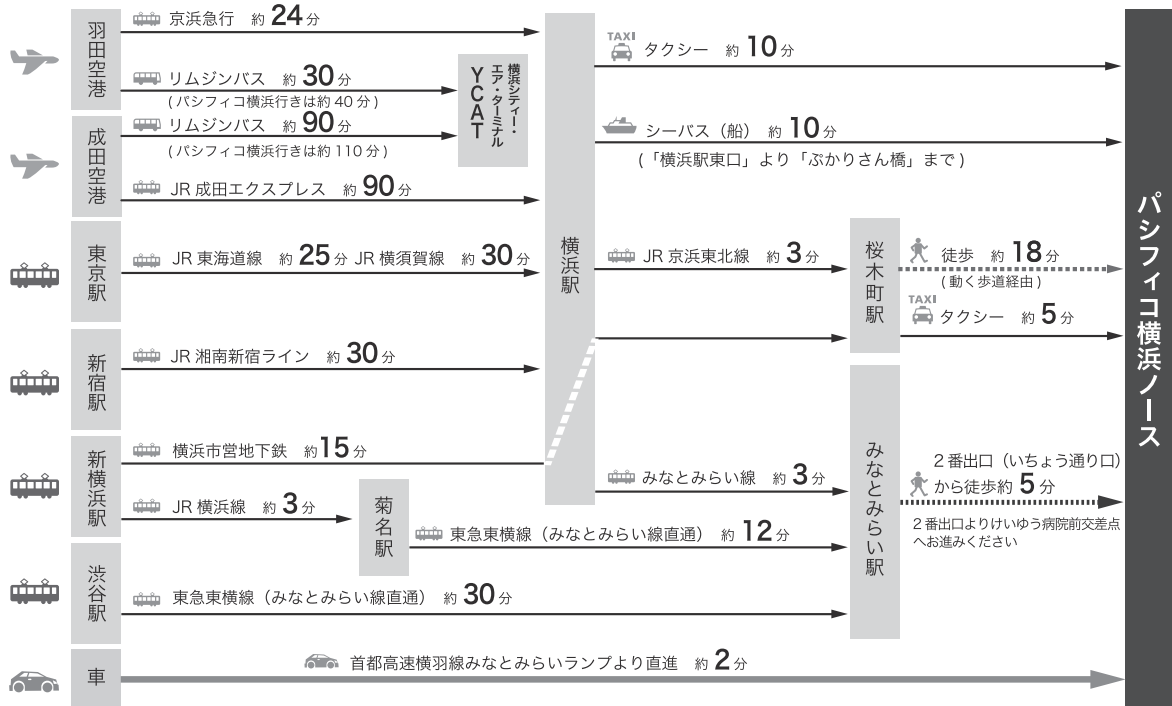 羽田空港
京浜急行 約24分
リムジンバス 約30分
(パシフィコ横浜行きは約40分)
成田空港
リムジンバス 約90分
(パシフィコ横浜行きは約110分)
JR成田エクスプレス 約90分
横浜シティー・
エア・ターミナル
YCAT
東京駅
JR東海道線 約25分 JR横須賀線 約30分
新宿駅
JR湘南新宿ライン 約30分
新横浜駅
横浜市営地下鉄 約15分
JR横浜線 約3分
菊名駅
東急東横線(みなとみらい線直通) 約12分
渋谷駅
東急東横線(みなとみらい線直通) 約30分
車
首都高速横羽線みなとみらいランプより直進 約2分
横浜駅
TAXI
タクシー 約10分
シーバス(船) 約10分
(「横浜駅東口」より「ぷかりさん橋」まで)
JR京浜東北線 約3分
桜木町駅
徒歩 約18分
(動く歩道経由)
TAXI
タクシー 約5分
みなとみらい線 約3分
みなとみらい駅
2番出口(いちょう通り口)
から徒歩約5分
2番出口よりけいゆう病院前交差点
へお進みください
パシフィコ横浜ノース